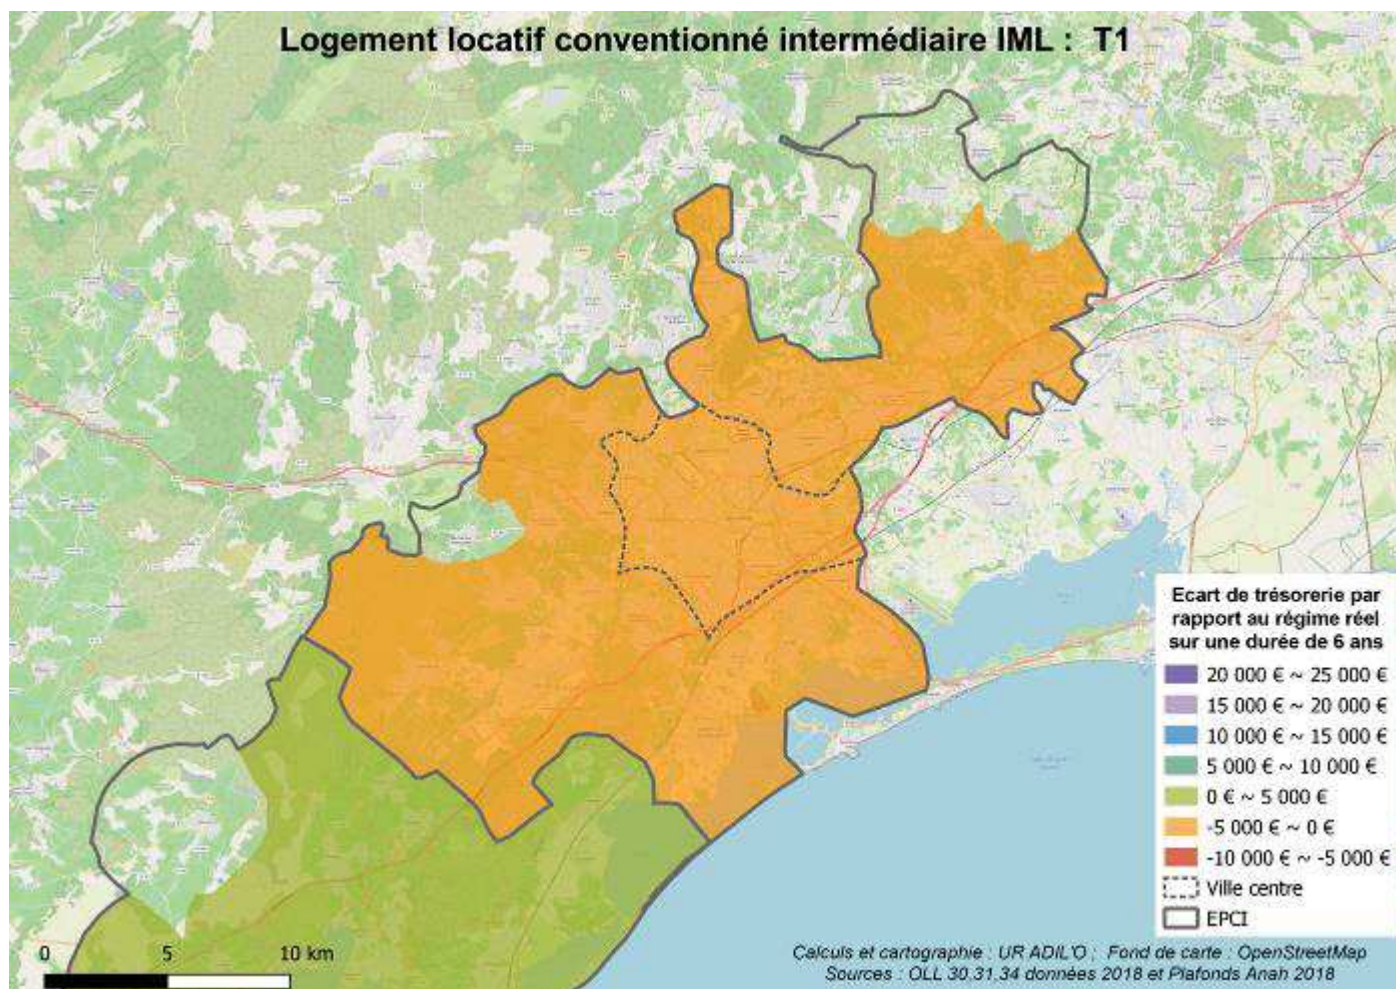 Logement locatif conventionné intermédiaire IML : T1
Ecart de trésorerie par
rapport au régime réel
sur une durée de 6 ans
20 000 € ~ 25 000 €
15 000 € ~ 20 000 €
10 000 € ~ 15 000 €
5 000 € ~ 10 000 €
0 € ~ 5 000 €
-5 000 € ~ 0 €
-10 000 € ~ -5 000 €
Ville centre
EPCI
0 5 10 km
Calculs et cartographie : UR ADIL'O ; Fond de carte : OpenStreetMap
Sources : OLL 30,31,34 données 2018 et Plafonds Anah 2018